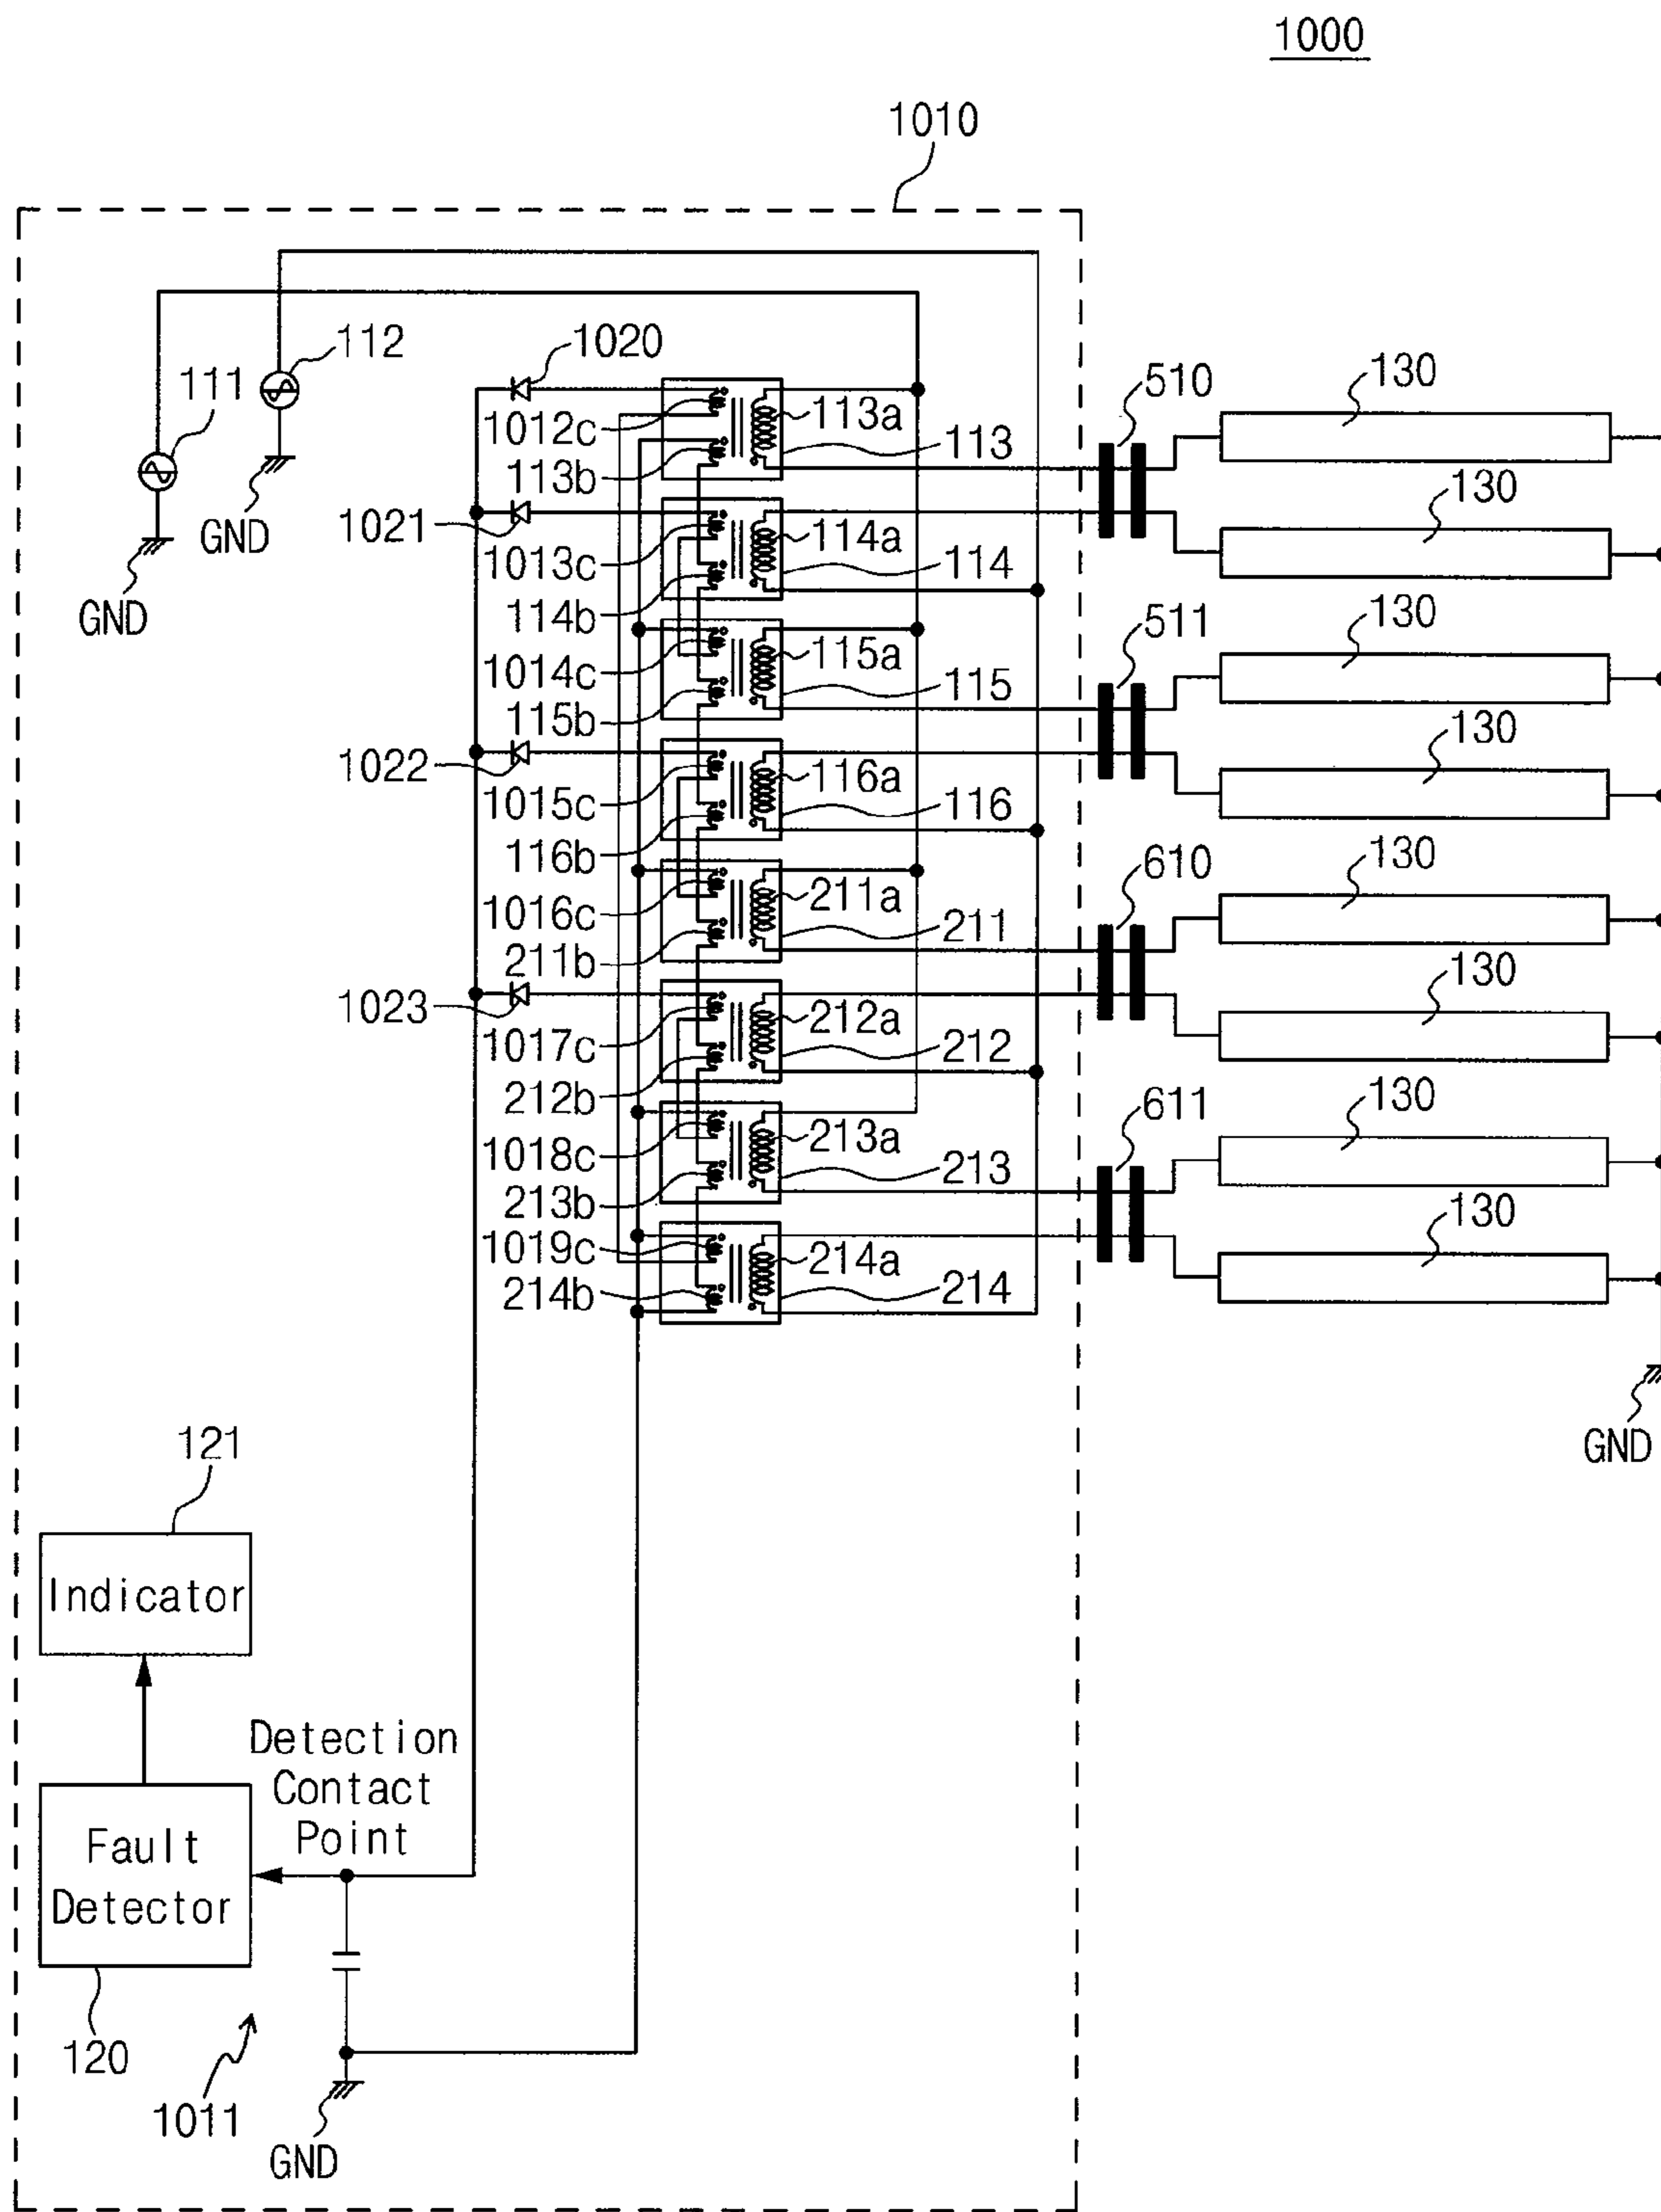 1000
1010
112
1020
111
510
130
113a
1012c
113
113b
130
GND
1021
114a
GND
1013c
114
114b
130
511
115a
1014c
115
115b
130
1022
116a
1015c
116
116b
130
610
211a
1016c
211
211b
130
1023
212a
1017c
212
212b
130
611
213a
1018c
213
213b
130
1019c
214a
214b
214
GND
121
Indicator
Detection
Contact
Point
Fault
Detector
120
1011
GND